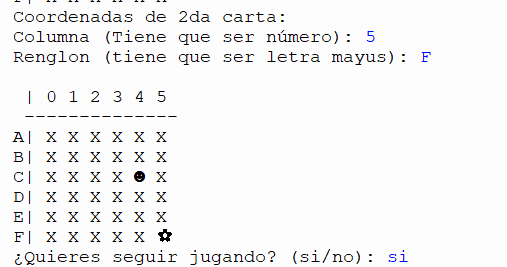 Coordenadas de 2da carta:
Columna (Tiene que ser número): 5
Renglon (tiene que ser letra mayus): F
| 0 1 2 3 4 5
--------------
A| X X X X X X
B| X X X X X X
C| X X X X ☻ X
D| X X X X X X
E| X X X X X X
F| X X X X X ✿
¿Quieres seguir jugando? (si/no): si